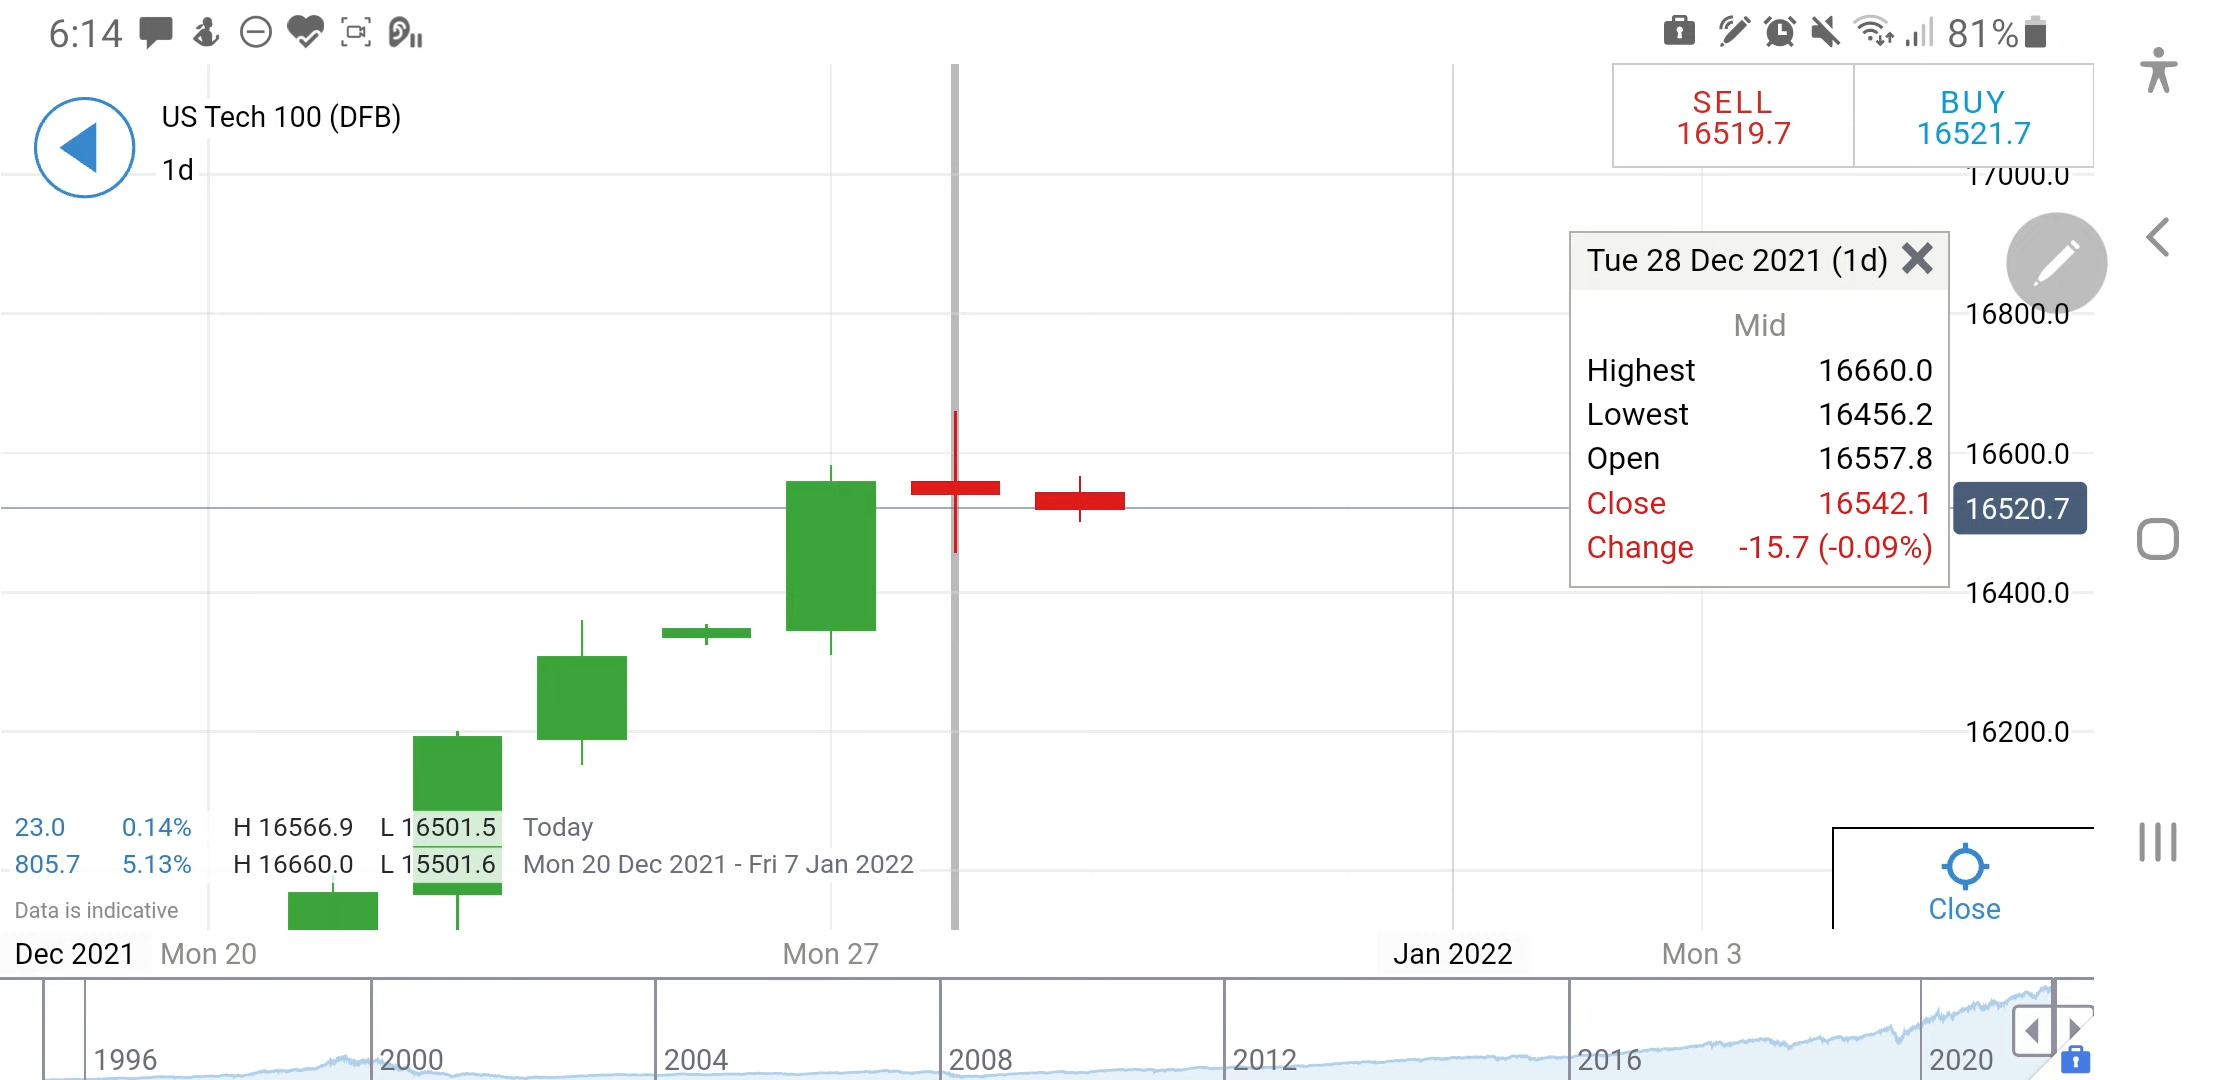 6:14
81%
US Tech 100 (DFB)
1d
SELL
16519.7
BUY
16521.7
17000.0
Tue 28 Dec 2021 (1d)
Mid
Highest 16660.0
Lowest 16456.2
Open 16557.8
Close 16542.1
Change -15.7 (-0.09%)
16800.0
16600.0
16520.7
16400.0
16200.0
23.0 0.14% H 16566.9 L 16501.5 Today
805.7 5.13% H 16660.0 L 15501.6 Mon 20 Dec 2021 - Fri 7 Jan 2022
Data is indicative
Close
Dec 2021 Mon 20 Mon 27 Jan 2022 Mon 3
1996 2000 2004 2008 2012 2016 2020